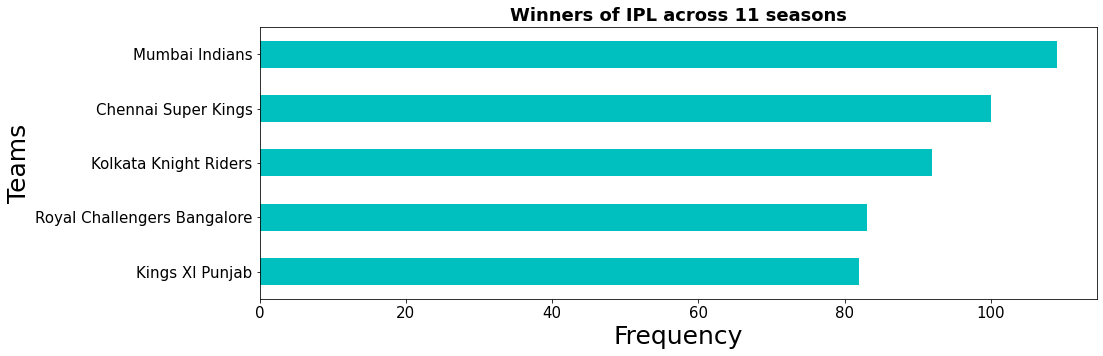 Winners of IPL across 11 seasons
Teams
Mumbai Indians
Chennai Super Kings
Kolkata Knight Riders
Royal Challengers Bangalore
Kings XI Punjab
0 20 40 60 80 100
Frequency